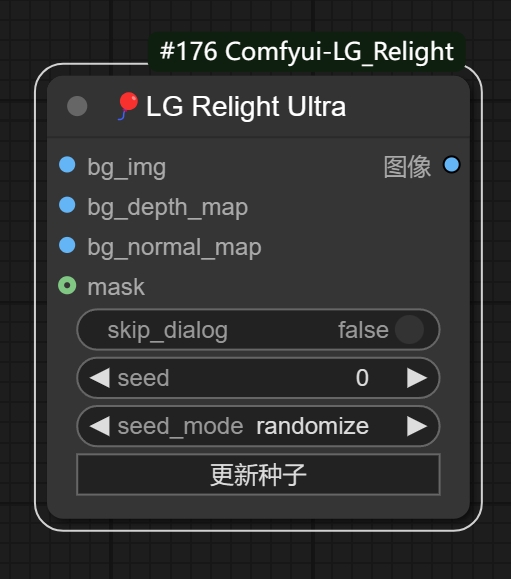 #176 Comfyui-LG_Relight
🎈LG Relight Ultra
bg_img 图像
bg_depth_map
bg_normal_map
mask
skip_dialog false
seed 0
seed_mode randomize
更新种子